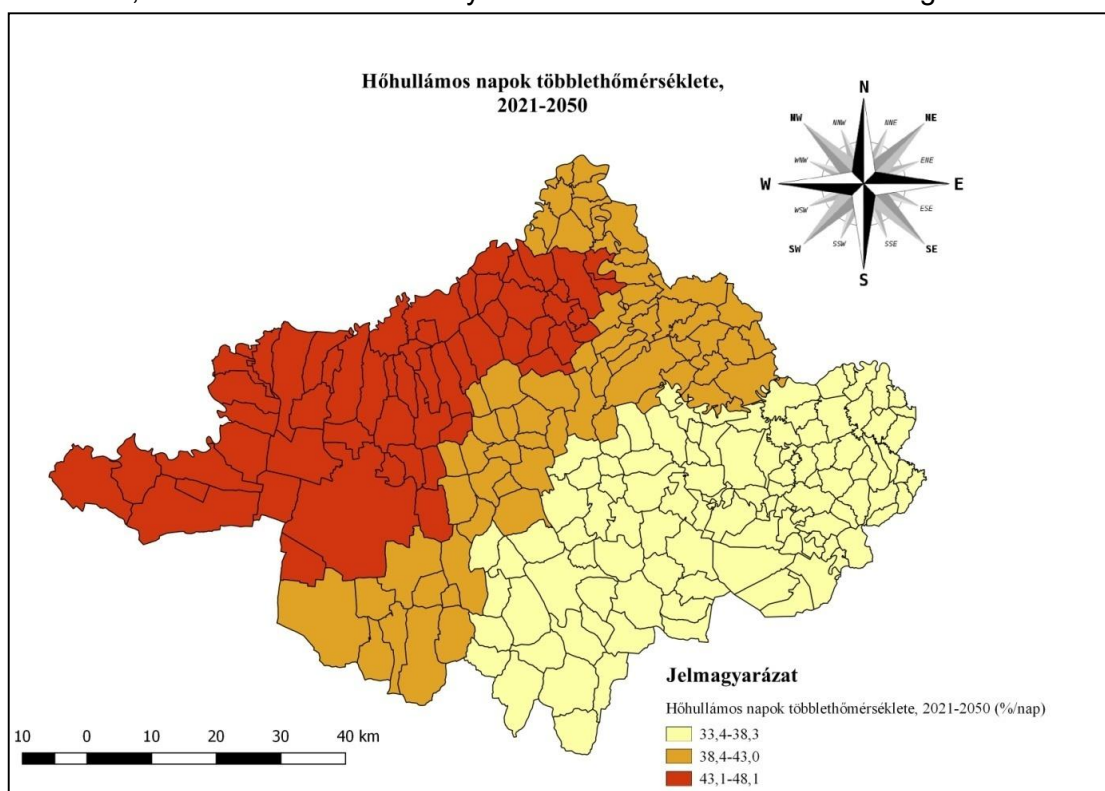 Hőhullámos napok többlethőmérséklete,
2021-2050
N
NNW
NNE
NW
NE
WNW
ENE
W
E
WSW
ESE
SW
SE
SSW
SSE
S
Jelmagyarázat
Hőhullámos napok többlethőmérséklete, 2021-2050 (%/nap)
33,4-38,3
38,4-43,0
43,1-48,1
10 0 10 20 30 40 km